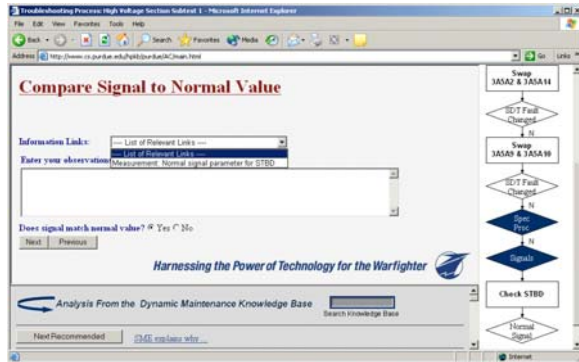 Troubleshooting Process: High Voltage Section Subtest 1 - Microsoft Internet Explorer
File Edit View Favorites Tools Help
Back Search Favorites Media
Address http://www.cs.purdue.edu/hpkb/purdue/AC/main.html Go Links
Compare Signal to Normal Value
Information Links: ---- List of Relevant Links ----
---- List of Relevant Links ----
Measurement: Normal signal parameter for STBD
Enter your observation
Does signal match normal value? Yes No
Next Previous
Harnessing the Power of Technology for the Warfighter
Analysis From the Dynamic Maintenance Knowledge Base
Search Knowledge Base
Next Recommended SME explains why ...
Swap
3A5A2 & 3A5A14
SDT Fault
Changed
N
Swap
3A5A9 & 3A5A10
SDT Fault
Changed
N
Spec
Proc
N
Signals
Check STBD
Normal
Signal
Internet